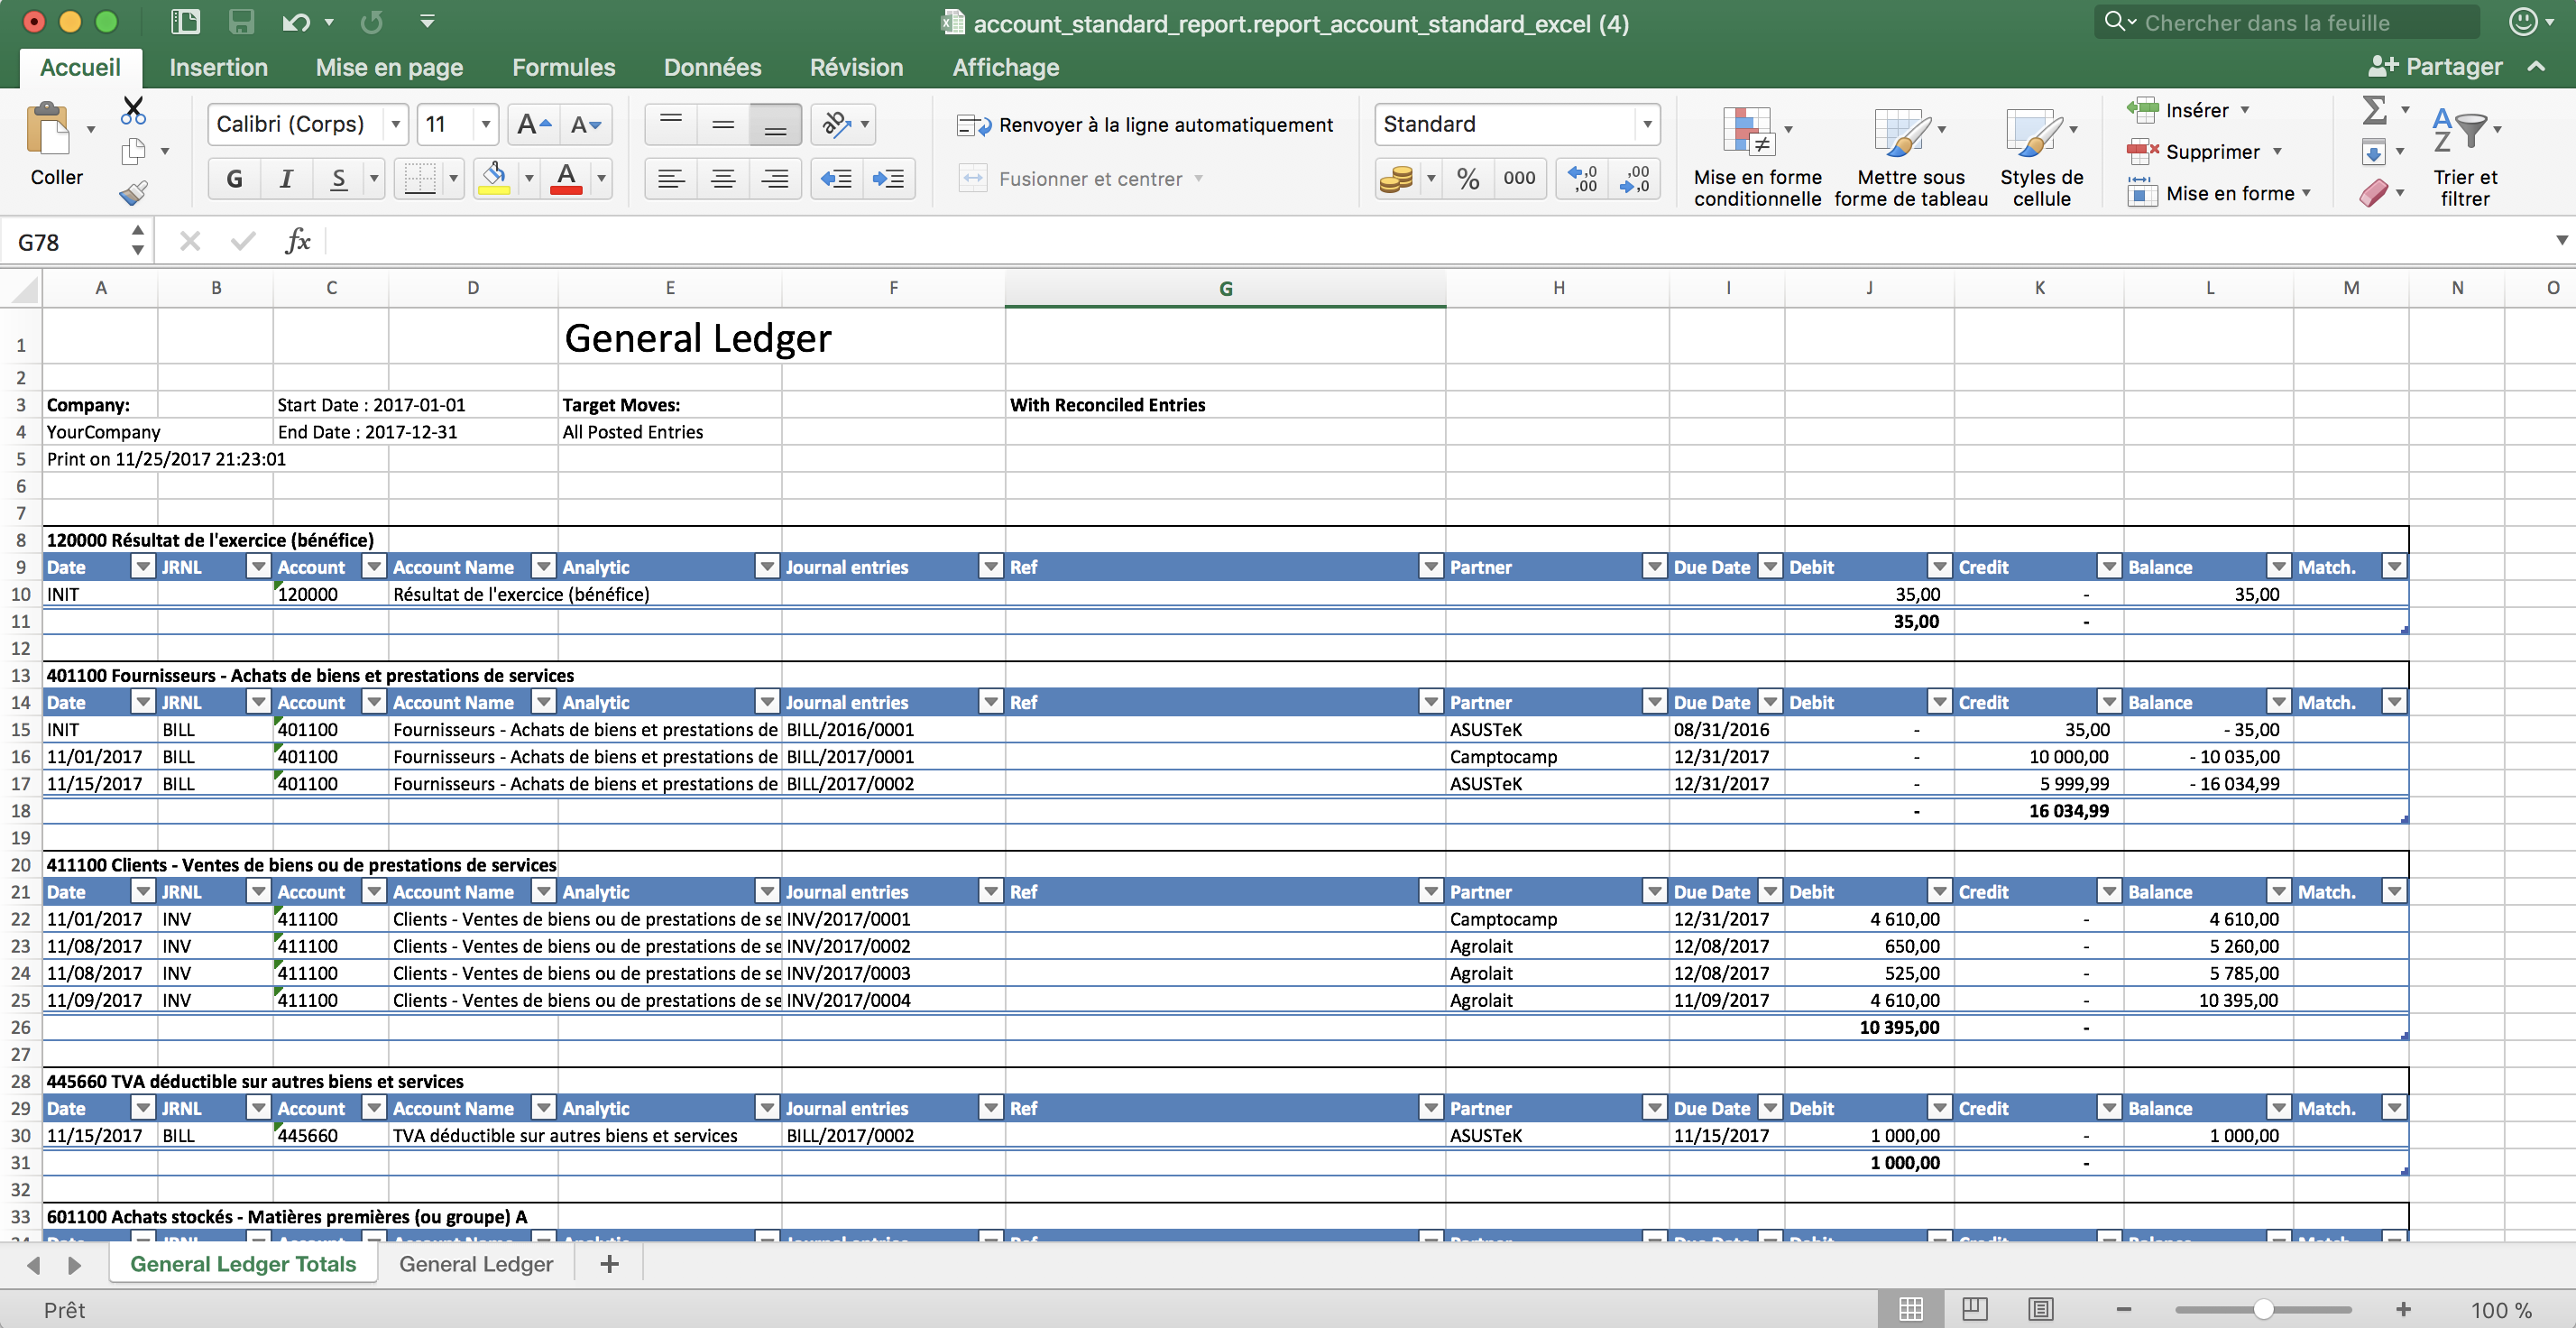 account_standard_report.report_account_standard_excel (4)
Chercher dans la feuille
Accueil Insertion Mise en page Formules Données Révision Affichage Partager
Coller
Calibri (Corps) 11
G I S
Renvoyer à la ligne automatiquement
Fusionner et centrer
Standard
% 000
Mise en forme conditionnelle
Mettre sous forme de tableau
Styles de cellule
Insérer
Supprimer
Mise en forme
Trier et filtrer
G78 fx
A B C D E F G H I J K L M N O
1 General Ledger
2
3 Company: Start Date : 2017-01-01 Target Moves: With Reconciled Entries
4 YourCompany End Date : 2017-12-31 All Posted Entries
5 Print on 11/25/2017 21:23:01
6
7
8 120000 Résultat de l'exercice (bénéfice)
9 Date JRNL Account Account Name Analytic Journal entries Ref Partner Due Date Debit Credit Balance Match.
10 INIT 120000 Résultat de l'exercice (bénéfice) 35,00 - 35,00
11 35,00 -
12
13 401100 Fournisseurs - Achats de biens et prestations de services
14 Date JRNL Account Account Name Analytic Journal entries Ref Partner Due Date Debit Credit Balance Match.
15 INIT BILL 401100 Fournisseurs - Achats de biens et prestations de BILL/2016/0001 ASUSTeK 08/31/2016 - 35,00 - 35,00
16 11/01/2017 BILL 401100 Fournisseurs - Achats de biens et prestations de BILL/2017/0001 Camptocamp 12/31/2017 - 10 000,00 - 10 035,00
17 11/15/2017 BILL 401100 Fournisseurs - Achats de biens et prestations de BILL/2017/0002 ASUSTeK 12/31/2017 - 5 999,99 - 16 034,99
18 - 16 034,99
19
20 411100 Clients - Ventes de biens ou de prestations de services
21 Date JRNL Account Account Name Analytic Journal entries Ref Partner Due Date Debit Credit Balance Match.
22 11/01/2017 INV 411100 Clients - Ventes de biens ou de prestations de se INV/2017/0001 Camptocamp 12/31/2017 4 610,00 - 4 610,00
23 11/08/2017 INV 411100 Clients - Ventes de biens ou de prestations de se INV/2017/0002 Agrolait 12/08/2017 650,00 - 5 260,00
24 11/08/2017 INV 411100 Clients - Ventes de biens ou de prestations de se INV/2017/0003 Agrolait 12/08/2017 525,00 - 5 785,00
25 11/09/2017 INV 411100 Clients - Ventes de biens ou de prestations de se INV/2017/0004 Agrolait 11/09/2017 4 610,00 - 10 395,00
26 10 395,00 -
27
28 445660 TVA déductible sur autres biens et services
29 Date JRNL Account Account Name Analytic Journal entries Ref Partner Due Date Debit Credit Balance Match.
30 11/15/2017 BILL 445660 TVA déductible sur autres biens et services BILL/2017/0002 ASUSTeK 11/15/2017 1 000,00 - 1 000,00
31 1 000,00 -
32
33 601100 Achats stockés - Matières premières (ou groupe) A
General Ledger Totals General Ledger +
Prêt 100 %